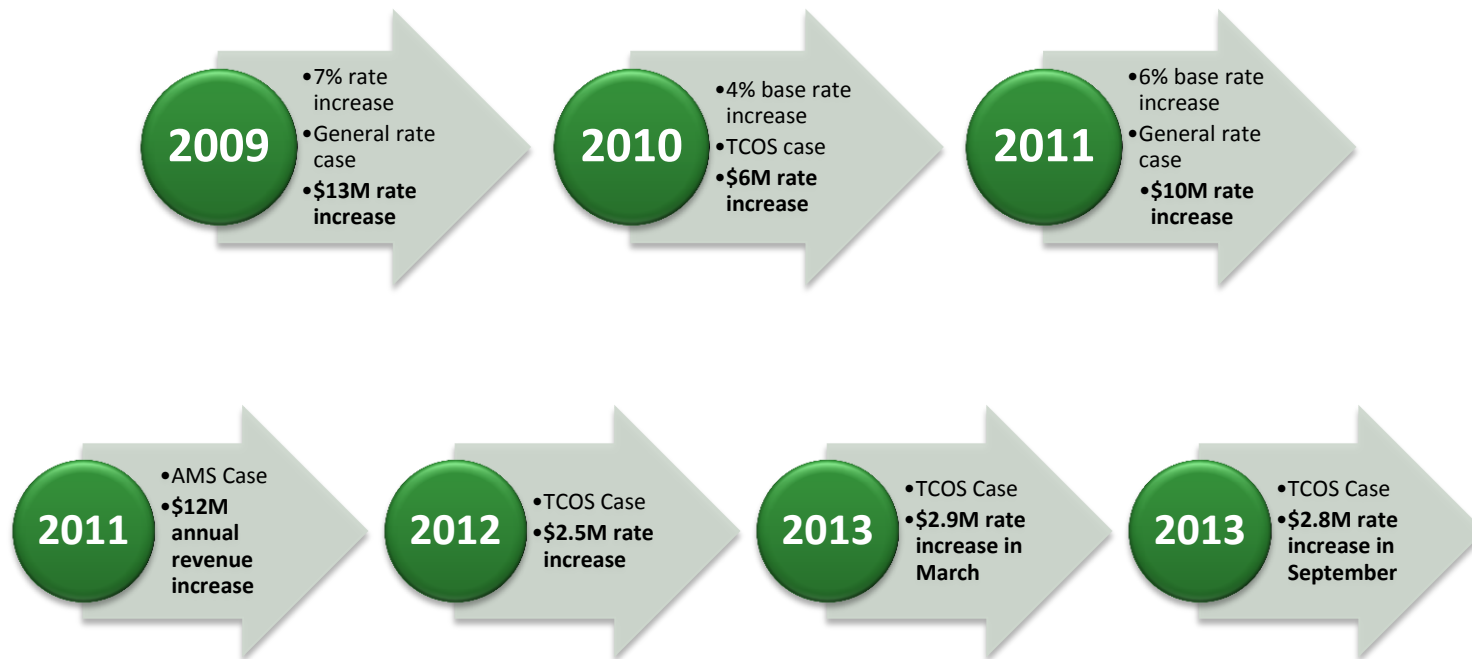 2009
•7% rate
increase
•General rate
case
•$13M rate
increase
2010
•4% base rate
increase
•TCOS case
•$6M rate
increase
2011
•6% base rate
increase
•General rate
case
•$10M rate
increase
2011
•AMS Case
•$12M
annual
revenue
increase
2012
•TCOS Case
•$2.5M rate
increase
2013
•TCOS Case
•$2.9M rate
increase in
March
2013
•TCOS Case
•$2.8M rate
increase in
September